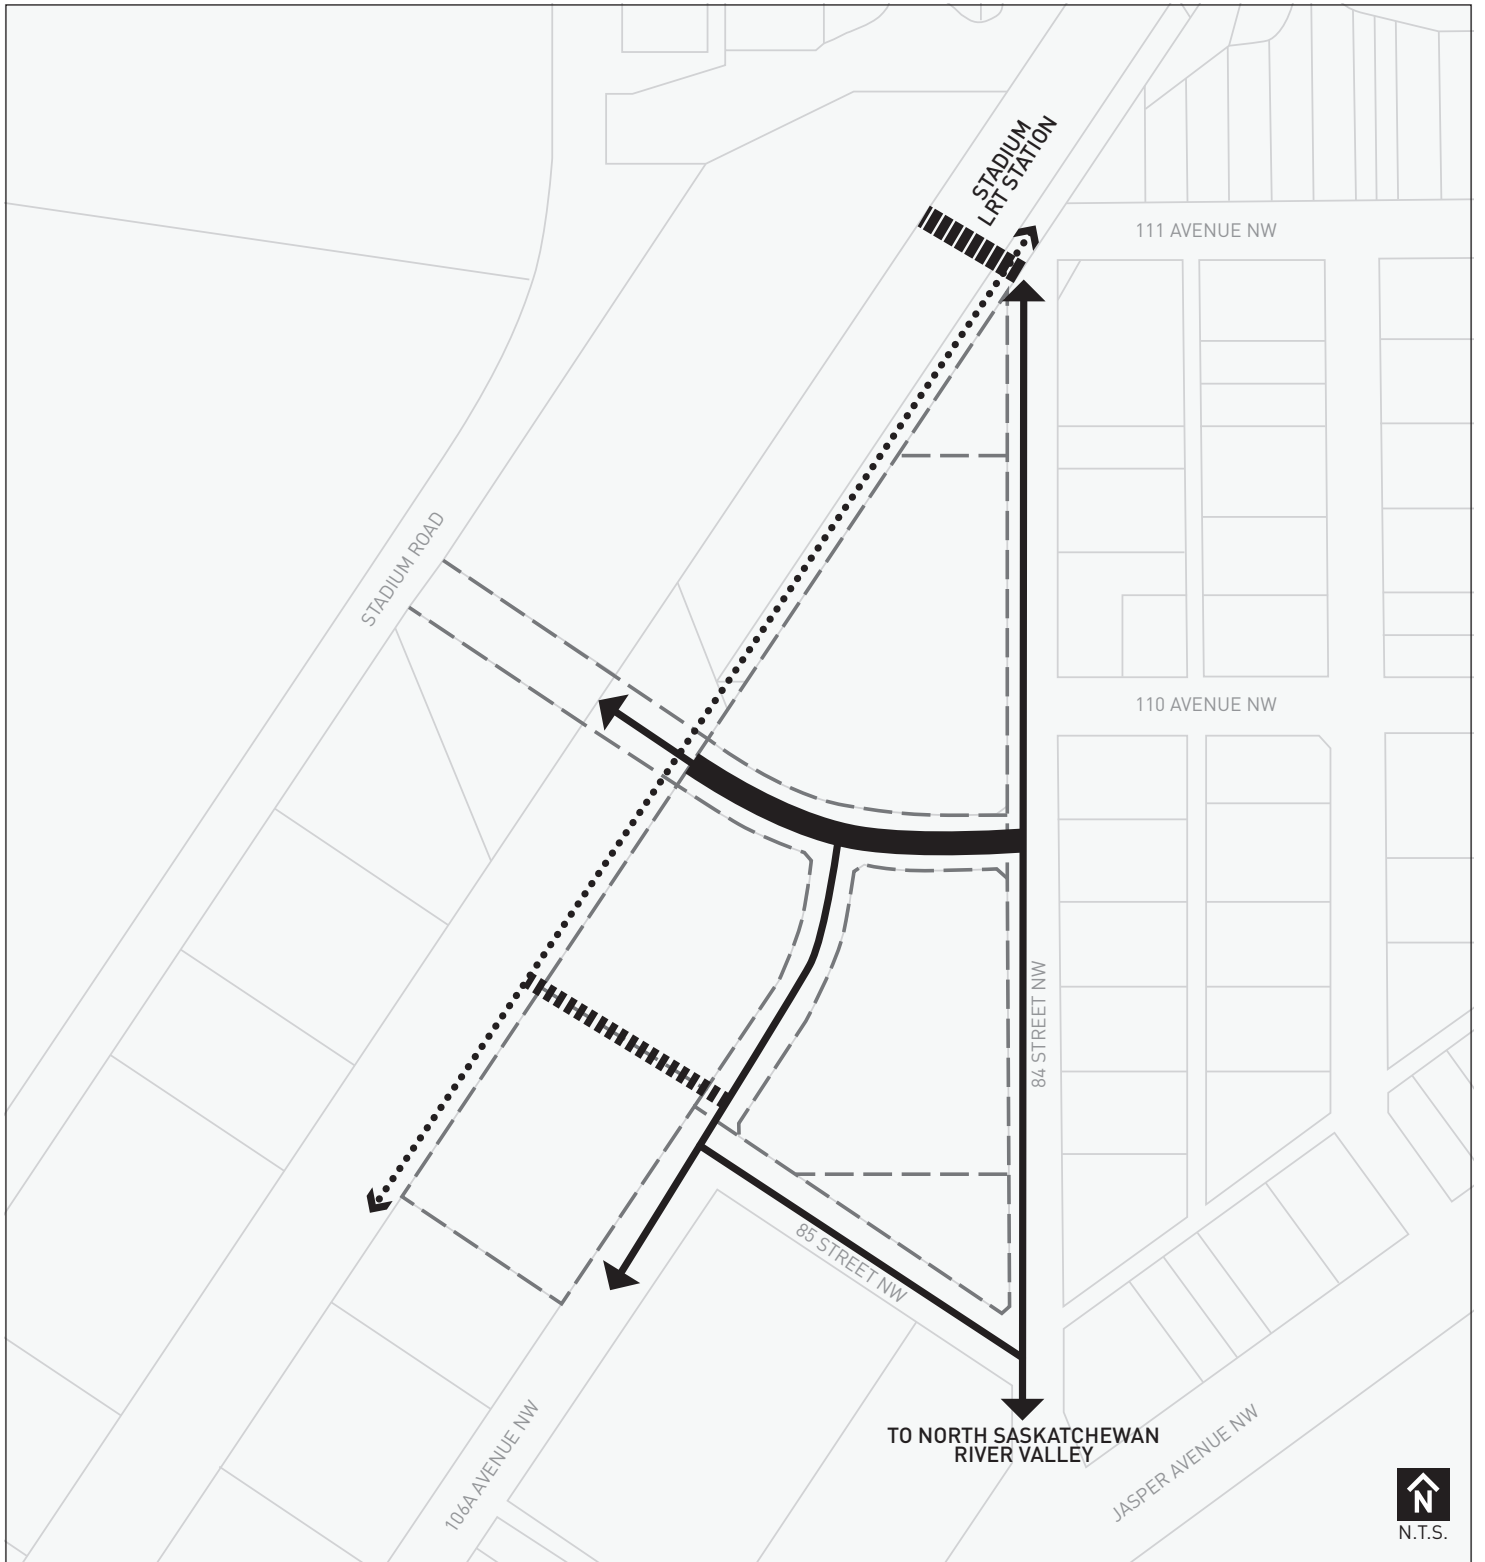 STADIUM
LRT STATION
111 AVENUE NW
STADIUM ROAD
110 AVENUE NW
84 STREET NW
85 STREET NW
106A AVENUE NW
TO NORTH SASKATCHEWAN
RIVER VALLEY
JASPER AVENUE NW
N
N.T.S.